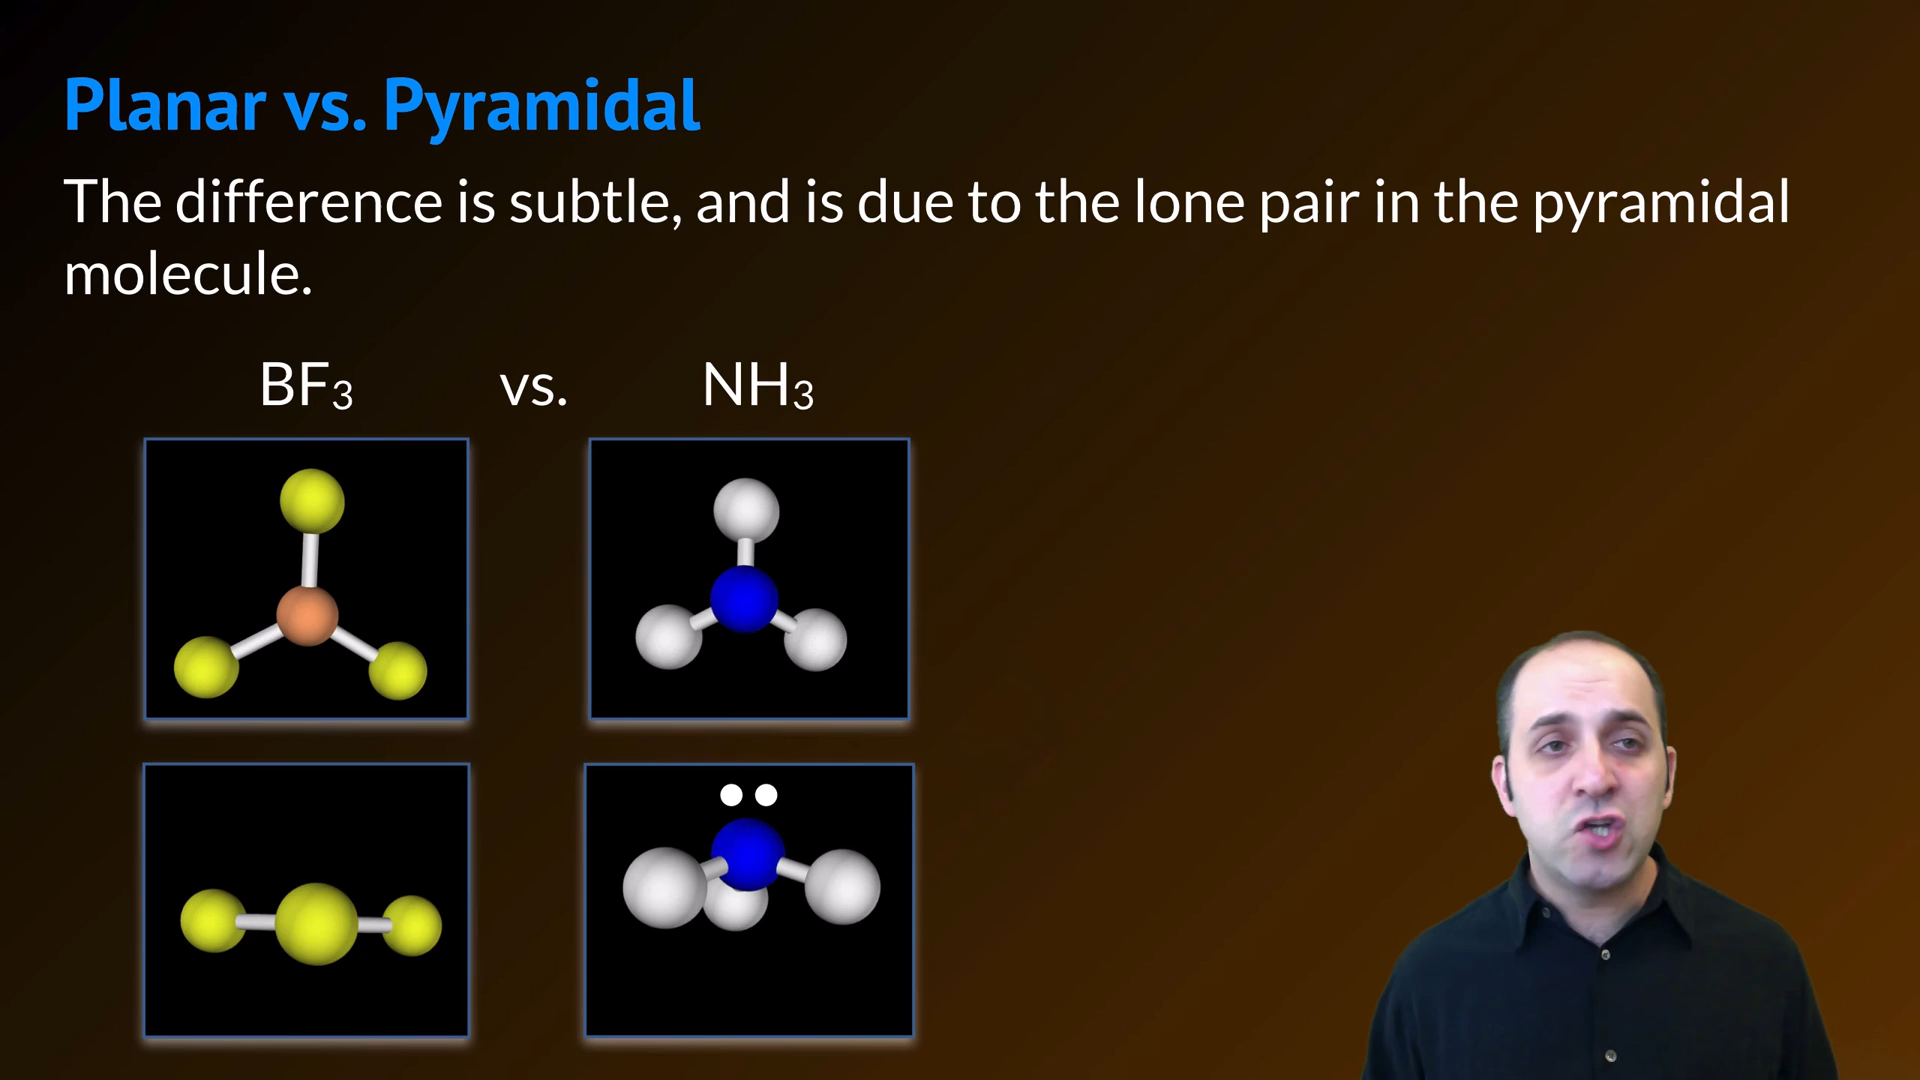 Planar vs. Pyramidal
The difference is subtle, and is due to the lone pair in the pyramidal
molecule.
BF₃ vs. NH₃